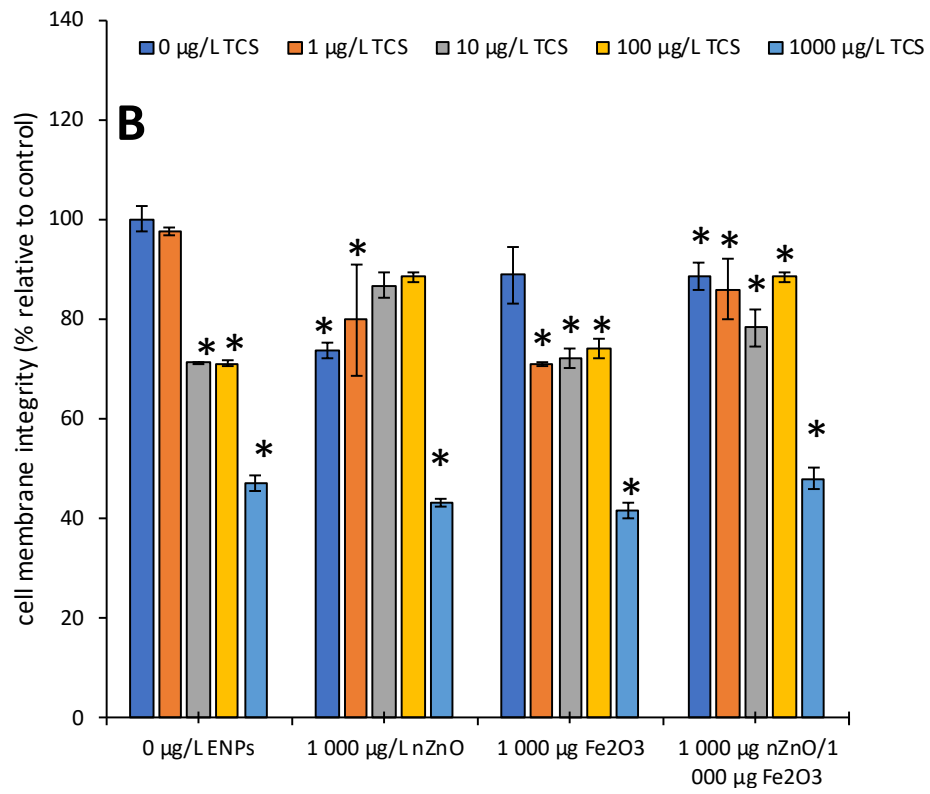 140
0 µg/L TCS 1 µg/L TCS 10 µg/L TCS 100 µg/L TCS 1000 µg/L TCS
120
B
100
80
60
40
20
0
cell membrane integrity (% relative to control)
* * *
* *
* * * *
* * * * *
0 µg/L ENPs 1 000 µg/L nZnO 1 000 µg Fe2O3 1 000 µg nZnO/1
000 µg Fe2O3